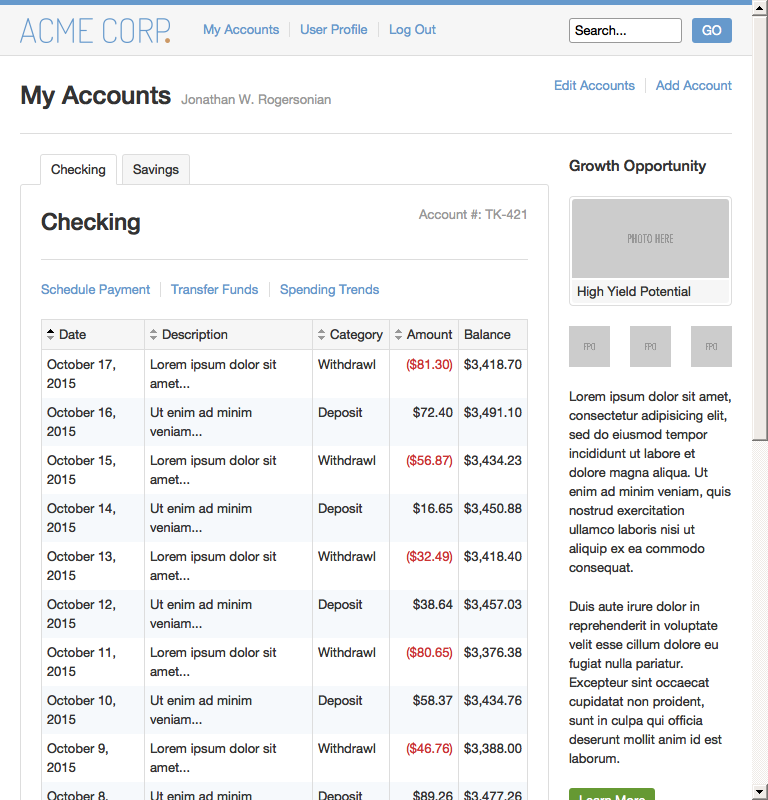 ACME CORP.
My Accounts
User Profile
Log Out
Search...
GO
My Accounts Jonathan W. Rogersonian
Edit Accounts
Add Account
Checking
Savings
Checking
Account #: TK-421
Schedule Payment
Transfer Funds
Spending Trends
Date Description Category Amount Balance
October 17, 2015 Lorem ipsum dolor sit amet... Withdrawl ($81.30) $3,418.70
October 16, 2015 Ut enim ad minim veniam... Deposit $72.40 $3,491.10
October 15, 2015 Lorem ipsum dolor sit amet... Withdrawl ($56.87) $3,434.23
October 14, 2015 Ut enim ad minim veniam... Deposit $16.65 $3,450.88
October 13, 2015 Lorem ipsum dolor sit amet... Withdrawl ($32.49) $3,418.40
October 12, 2015 Ut enim ad minim veniam... Deposit $38.64 $3,457.03
October 11, 2015 Lorem ipsum dolor sit amet... Withdrawl ($80.65) $3,376.38
October 10, 2015 Ut enim ad minim veniam... Deposit $58.37 $3,434.76
October 9, 2015 Lorem ipsum dolor sit amet... Withdrawl ($46.76) $3,388.00
October 8, Ut enim ad minim Deposit $89.26 $3,477.26
Growth Opportunity
PHOTO HERE
High Yield Potential
FPO
FPO
FPO
Lorem ipsum dolor sit amet,
consectetur adipisicing elit,
sed do eiusmod tempor
incididunt ut labore et
dolore magna aliqua. Ut
enim ad minim veniam, quis
nostrud exercitation
ullamco laboris nisi ut
aliquip ex ea commodo
consequat.
Duis aute irure dolor in
reprehenderit in voluptate
velit esse cillum dolore eu
fugiat nulla pariatur.
Excepteur sint occaecat
cupidatat non proident,
sunt in culpa qui officia
deserunt mollit anim id est
laborum.
Learn More